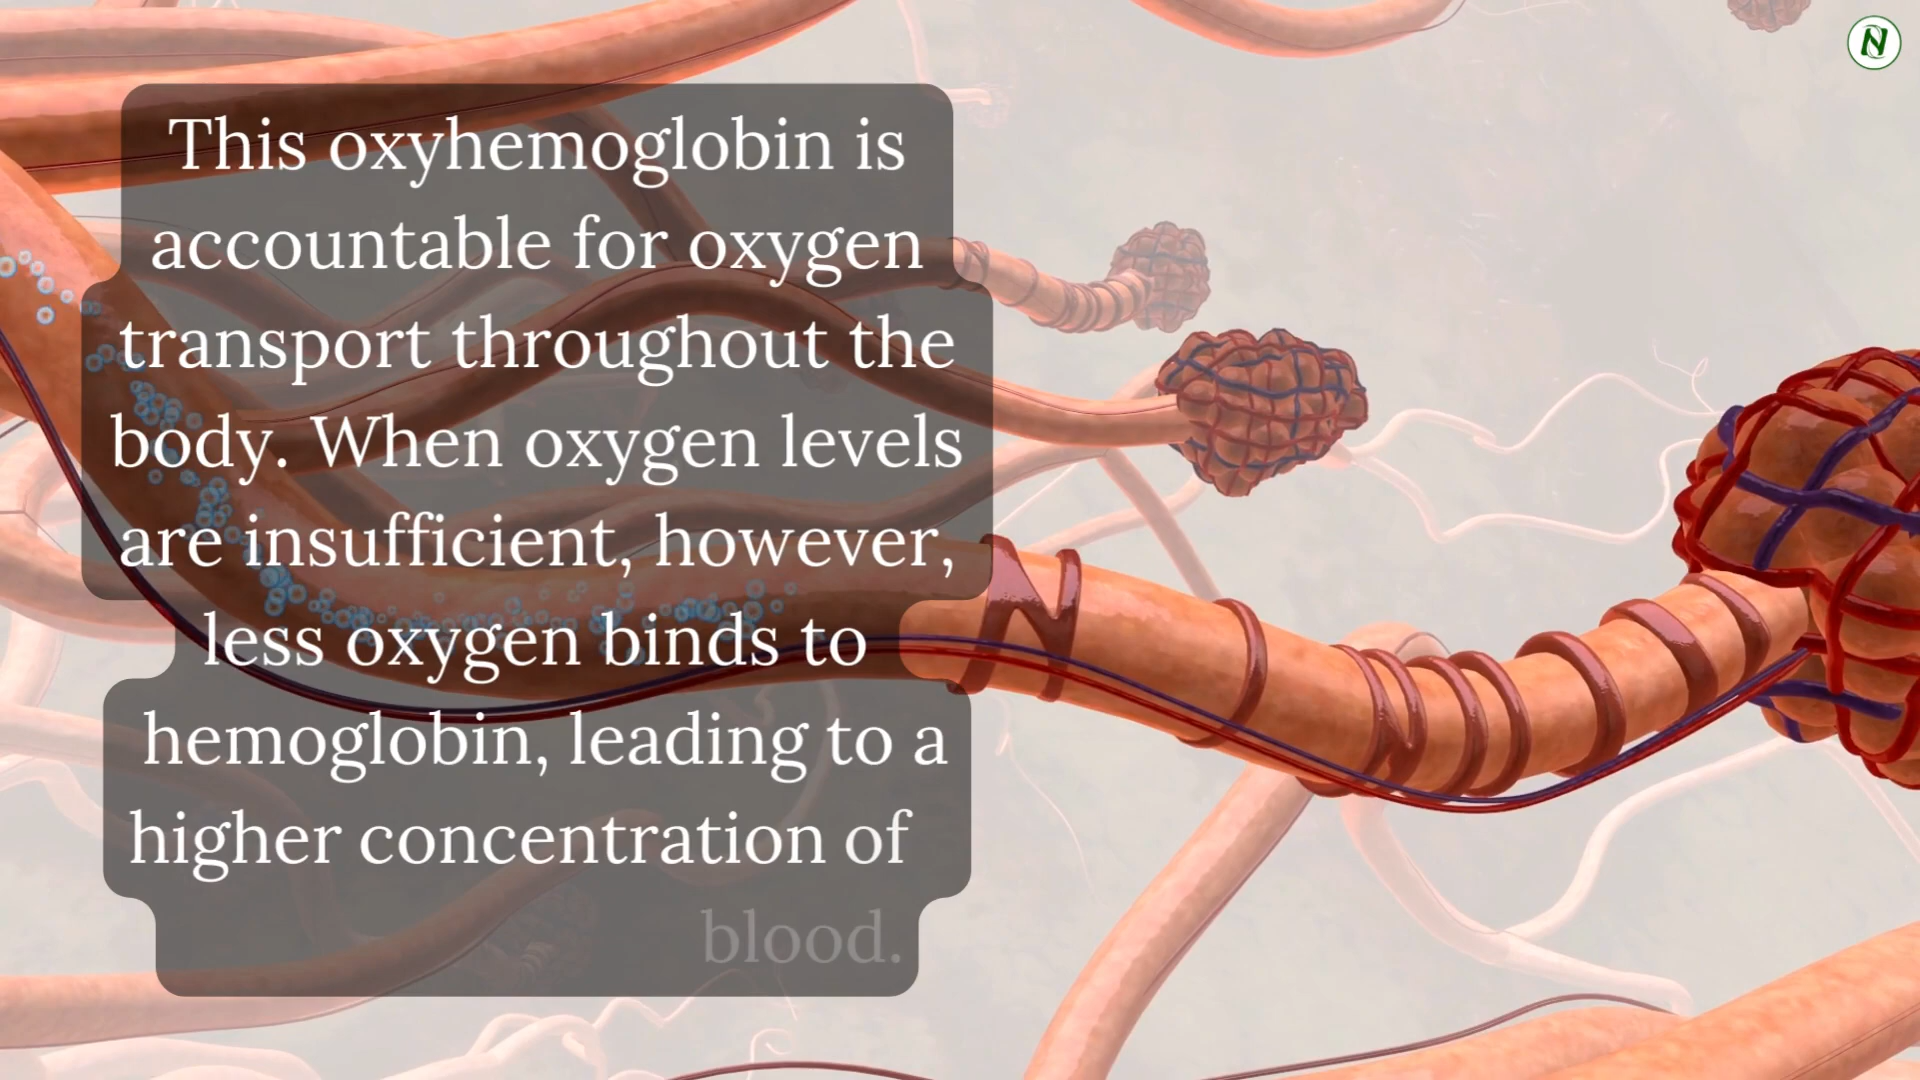 This oxyhemoglobin is
accountable for oxygen
transport throughout the
body. When oxygen levels
are insufficient, however,
less oxygen binds to
hemoglobin, leading to a
higher concentration of
blood.
N